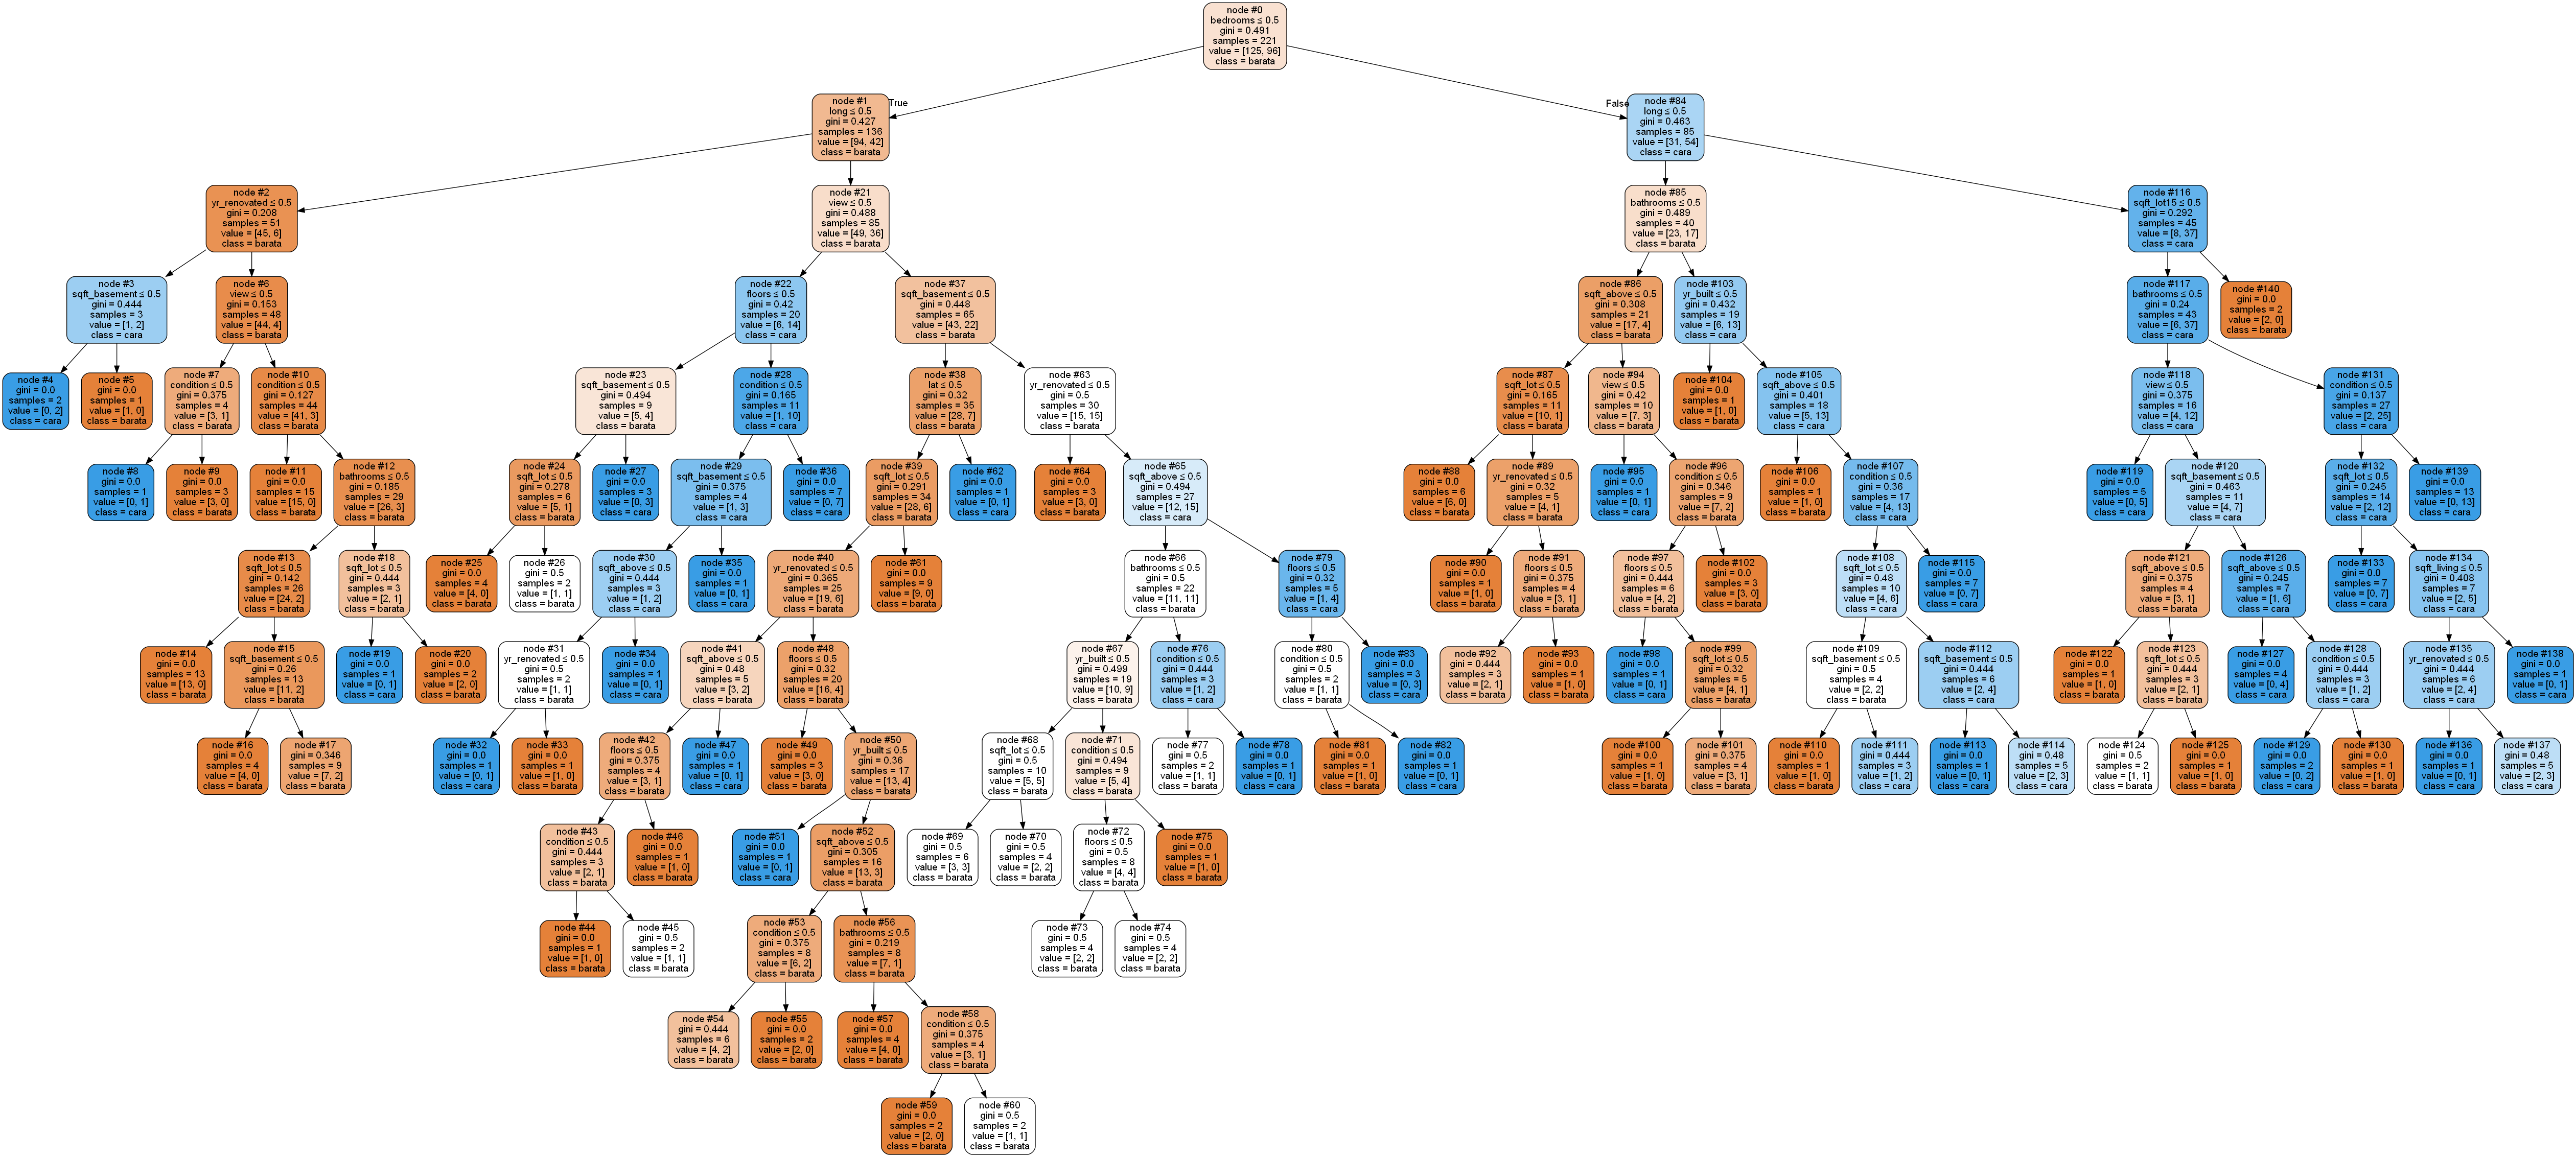 node #0
bedrooms ≤ 0.5
gini = 0.491
samples = 221
value = [125, 96]
class = barata
True
False
node #1
long ≤ 0.5
gini = 0.427
samples = 136
value = [94, 42]
class = barata
node #84
long ≤ 0.5
gini = 0.463
samples = 85
value = [31, 54]
class = cara
node #2
yr_renovated ≤ 0.5
gini = 0.208
samples = 51
value = [45, 6]
class = barata
node #21
view ≤ 0.5
gini = 0.488
samples = 85
value = [49, 36]
class = barata
node #85
bathrooms ≤ 0.5
gini = 0.489
samples = 40
value = [23, 17]
class = barata
node #116
sqft_lot15 ≤ 0.5
gini = 0.292
samples = 45
value = [8, 37]
class = cara
node #3
sqft_basement ≤ 0.5
gini = 0.444
samples = 3
value = [1, 2]
class = cara
node #6
view ≤ 0.5
gini = 0.153
samples = 48
value = [44, 4]
class = barata
node #22
floors ≤ 0.5
gini = 0.42
samples = 20
value = [6, 14]
class = cara
node #37
sqft_basement ≤ 0.5
gini = 0.448
samples = 65
value = [43, 22]
class = barata
node #86
sqft_above ≤ 0.5
gini = 0.308
samples = 21
value = [17, 4]
class = barata
node #103
yr_built ≤ 0.5
gini = 0.432
samples = 19
value = [6, 13]
class = cara
node #117
bathrooms ≤ 0.5
gini = 0.24
samples = 43
value = [6, 37]
class = cara
node #140
gini = 0.0
samples = 2
value = [2, 0]
class = barata
node #4
gini = 0.0
samples = 2
value = [0, 2]
class = cara
node #5
gini = 0.0
samples = 1
value = [1, 0]
class = barata
node #7
condition ≤ 0.5
gini = 0.375
samples = 4
value = [3, 1]
class = barata
node #10
condition ≤ 0.5
gini = 0.127
samples = 44
value = [41, 3]
class = barata
node #23
sqft_basement ≤ 0.5
gini = 0.494
samples = 9
value = [5, 4]
class = barata
node #28
condition ≤ 0.5
gini = 0.165
samples = 11
value = [1, 10]
class = cara
node #38
lat ≤ 0.5
gini = 0.32
samples = 35
value = [28, 7]
class = barata
node #63
yr_renovated ≤ 0.5
gini = 0.5
samples = 30
value = [15, 15]
class = barata
node #87
sqft_lot ≤ 0.5
gini = 0.165
samples = 11
value = [10, 1]
class = barata
node #94
view ≤ 0.5
gini = 0.42
samples = 10
value = [7, 3]
class = barata
node #104
gini = 0.0
samples = 1
value = [1, 0]
class = barata
node #105
sqft_above ≤ 0.5
gini = 0.401
samples = 18
value = [5, 13]
class = cara
node #118
view ≤ 0.5
gini = 0.375
samples = 16
value = [4, 12]
class = cara
node #131
condition ≤ 0.5
gini = 0.137
samples = 27
value = [2, 25]
class = cara
node #8
gini = 0.0
samples = 1
value = [0, 1]
class = cara
node #9
gini = 0.0
samples = 3
value = [3, 0]
class = barata
node #11
gini = 0.0
samples = 15
value = [15, 0]
class = barata
node #12
bathrooms ≤ 0.5
gini = 0.185
samples = 29
value = [26, 3]
class = barata
node #24
sqft_lot ≤ 0.5
gini = 0.278
samples = 6
value = [5, 1]
class = barata
node #27
gini = 0.0
samples = 3
value = [0, 3]
class = cara
node #29
sqft_basement ≤ 0.5
gini = 0.375
samples = 4
value = [1, 3]
class = cara
node #36
gini = 0.0
samples = 7
value = [0, 7]
class = cara
node #39
sqft_lot ≤ 0.5
gini = 0.291
samples = 34
value = [28, 6]
class = barata
node #62
gini = 0.0
samples = 1
value = [0, 1]
class = cara
node #64
gini = 0.0
samples = 3
value = [3, 0]
class = barata
node #65
sqft_above ≤ 0.5
gini = 0.494
samples = 27
value = [12, 15]
class = cara
node #88
gini = 0.0
samples = 6
value = [6, 0]
class = barata
node #89
yr_renovated ≤ 0.5
gini = 0.32
samples = 5
value = [4, 1]
class = barata
node #95
gini = 0.0
samples = 1
value = [0, 1]
class = cara
node #96
condition ≤ 0.5
gini = 0.346
samples = 9
value = [7, 2]
class = barata
node #106
gini = 0.0
samples = 1
value = [1, 0]
class = barata
node #107
condition ≤ 0.5
gini = 0.36
samples = 17
value = [4, 13]
class = cara
node #119
gini = 0.0
samples = 5
value = [0, 5]
class = cara
node #120
sqft_basement ≤ 0.5
gini = 0.463
samples = 11
value = [4, 7]
class = cara
node #132
sqft_lot ≤ 0.5
gini = 0.245
samples = 14
value = [2, 12]
class = cara
node #139
gini = 0.0
samples = 13
value = [0, 13]
class = cara
node #13
sqft_lot ≤ 0.5
gini = 0.142
samples = 26
value = [24, 2]
class = barata
node #18
sqft_lot ≤ 0.5
gini = 0.444
samples = 3
value = [2, 1]
class = barata
node #25
gini = 0.0
samples = 4
value = [4, 0]
class = barata
node #26
gini = 0.5
samples = 2
value = [1, 1]
class = barata
node #30
sqft_above ≤ 0.5
gini = 0.444
samples = 3
value = [1, 2]
class = cara
node #35
gini = 0.0
samples = 1
value = [0, 1]
class = cara
node #40
yr_renovated ≤ 0.5
gini = 0.365
samples = 25
value = [19, 6]
class = barata
node #61
gini = 0.0
samples = 9
value = [9, 0]
class = barata
node #66
bathrooms ≤ 0.5
gini = 0.5
samples = 22
value = [11, 11]
class = barata
node #79
floors ≤ 0.5
gini = 0.32
samples = 5
value = [1, 4]
class = cara
node #90
gini = 0.0
samples = 1
value = [1, 0]
class = barata
node #91
floors ≤ 0.5
gini = 0.375
samples = 4
value = [3, 1]
class = barata
node #97
floors ≤ 0.5
gini = 0.444
samples = 6
value = [4, 2]
class = barata
node #102
gini = 0.0
samples = 3
value = [3, 0]
class = barata
node #108
sqft_lot ≤ 0.5
gini = 0.48
samples = 10
value = [4, 6]
class = cara
node #115
gini = 0.0
samples = 7
value = [0, 7]
class = cara
node #121
sqft_above ≤ 0.5
gini = 0.375
samples = 4
value = [3, 1]
class = barata
node #126
sqft_above ≤ 0.5
gini = 0.245
samples = 7
value = [1, 6]
class = cara
node #133
gini = 0.0
samples = 7
value = [0, 7]
class = cara
node #134
sqft_living ≤ 0.5
gini = 0.408
samples = 7
value = [2, 5]
class = cara
node #14
gini = 0.0
samples = 13
value = [13, 0]
class = barata
node #15
sqft_basement ≤ 0.5
gini = 0.26
samples = 13
value = [11, 2]
class = barata
node #19
gini = 0.0
samples = 1
value = [0, 1]
class = cara
node #20
gini = 0.0
samples = 2
value = [2, 0]
class = barata
node #31
yr_renovated ≤ 0.5
gini = 0.5
samples = 2
value = [1, 1]
class = barata
node #34
gini = 0.0
samples = 1
value = [0, 1]
class = cara
node #41
sqft_above ≤ 0.5
gini = 0.48
samples = 5
value = [3, 2]
class = barata
node #48
floors ≤ 0.5
gini = 0.32
samples = 20
value = [16, 4]
class = barata
node #67
yr_built ≤ 0.5
gini = 0.499
samples = 19
value = [10, 9]
class = barata
node #76
condition ≤ 0.5
gini = 0.444
samples = 3
value = [1, 2]
class = cara
node #80
condition ≤ 0.5
gini = 0.5
samples = 2
value = [1, 1]
class = barata
node #83
gini = 0.0
samples = 3
value = [0, 3]
class = cara
node #92
gini = 0.444
samples = 3
value = [2, 1]
class = barata
node #93
gini = 0.0
samples = 1
value = [1, 0]
class = barata
node #98
gini = 0.0
samples = 1
value = [0, 1]
class = cara
node #99
sqft_lot ≤ 0.5
gini = 0.32
samples = 5
value = [4, 1]
class = barata
node #109
sqft_basement ≤ 0.5
gini = 0.5
samples = 4
value = [2, 2]
class = barata
node #112
sqft_basement ≤ 0.5
gini = 0.444
samples = 6
value = [2, 4]
class = cara
node #122
gini = 0.0
samples = 1
value = [1, 0]
class = barata
node #123
sqft_lot ≤ 0.5
gini = 0.444
samples = 3
value = [2, 1]
class = barata
node #127
gini = 0.0
samples = 4
value = [0, 4]
class = cara
node #128
condition ≤ 0.5
gini = 0.444
samples = 3
value = [1, 2]
class = cara
node #135
yr_renovated ≤ 0.5
gini = 0.444
samples = 6
value = [2, 4]
class = cara
node #138
gini = 0.0
samples = 1
value = [0, 1]
class = cara
node #16
gini = 0.0
samples = 4
value = [4, 0]
class = barata
node #17
gini = 0.346
samples = 9
value = [7, 2]
class = barata
node #32
gini = 0.0
samples = 1
value = [0, 1]
class = cara
node #33
gini = 0.0
samples = 1
value = [1, 0]
class = barata
node #42
floors ≤ 0.5
gini = 0.375
samples = 4
value = [3, 1]
class = barata
node #47
gini = 0.0
samples = 1
value = [0, 1]
class = cara
node #49
gini = 0.0
samples = 3
value = [3, 0]
class = barata
node #50
yr_built ≤ 0.5
gini = 0.36
samples = 17
value = [13, 4]
class = barata
node #68
sqft_lot ≤ 0.5
gini = 0.5
samples = 10
value = [5, 5]
class = barata
node #71
condition ≤ 0.5
gini = 0.494
samples = 9
value = [5, 4]
class = barata
node #77
gini = 0.5
samples = 2
value = [1, 1]
class = barata
node #78
gini = 0.0
samples = 1
value = [0, 1]
class = cara
node #81
gini = 0.0
samples = 1
value = [1, 0]
class = barata
node #82
gini = 0.0
samples = 1
value = [0, 1]
class = cara
node #100
gini = 0.0
samples = 1
value = [1, 0]
class = barata
node #101
gini = 0.375
samples = 4
value = [3, 1]
class = barata
node #110
gini = 0.0
samples = 1
value = [1, 0]
class = barata
node #111
gini = 0.444
samples = 3
value = [1, 2]
class = cara
node #113
gini = 0.0
samples = 1
value = [0, 1]
class = cara
node #114
gini = 0.48
samples = 5
value = [2, 3]
class = cara
node #124
gini = 0.5
samples = 2
value = [1, 1]
class = barata
node #125
gini = 0.0
samples = 1
value = [1, 0]
class = barata
node #129
gini = 0.0
samples = 2
value = [0, 2]
class = cara
node #130
gini = 0.0
samples = 1
value = [1, 0]
class = barata
node #136
gini = 0.0
samples = 1
value = [0, 1]
class = cara
node #137
gini = 0.48
samples = 5
value = [2, 3]
class = cara
node #43
condition ≤ 0.5
gini = 0.444
samples = 3
value = [2, 1]
class = barata
node #46
gini = 0.0
samples = 1
value = [1, 0]
class = barata
node #51
gini = 0.0
samples = 1
value = [0, 1]
class = cara
node #52
sqft_above ≤ 0.5
gini = 0.305
samples = 16
value = [13, 3]
class = barata
node #69
gini = 0.5
samples = 6
value = [3, 3]
class = barata
node #70
gini = 0.5
samples = 4
value = [2, 2]
class = barata
node #72
floors ≤ 0.5
gini = 0.5
samples = 8
value = [4, 4]
class = barata
node #75
gini = 0.0
samples = 1
value = [1, 0]
class = barata
node #44
gini = 0.0
samples = 1
value = [1, 0]
class = barata
node #45
gini = 0.5
samples = 2
value = [1, 1]
class = barata
node #53
condition ≤ 0.5
gini = 0.375
samples = 8
value = [6, 2]
class = barata
node #56
bathrooms ≤ 0.5
gini = 0.219
samples = 8
value = [7, 1]
class = barata
node #73
gini = 0.5
samples = 4
value = [2, 2]
class = barata
node #74
gini = 0.5
samples = 4
value = [2, 2]
class = barata
node #54
gini = 0.444
samples = 6
value = [4, 2]
class = barata
node #55
gini = 0.0
samples = 2
value = [2, 0]
class = barata
node #57
gini = 0.0
samples = 4
value = [4, 0]
class = barata
node #58
condition ≤ 0.5
gini = 0.375
samples = 4
value = [3, 1]
class = barata
node #59
gini = 0.0
samples = 2
value = [2, 0]
class = barata
node #60
gini = 0.5
samples = 2
value = [1, 1]
class = barata